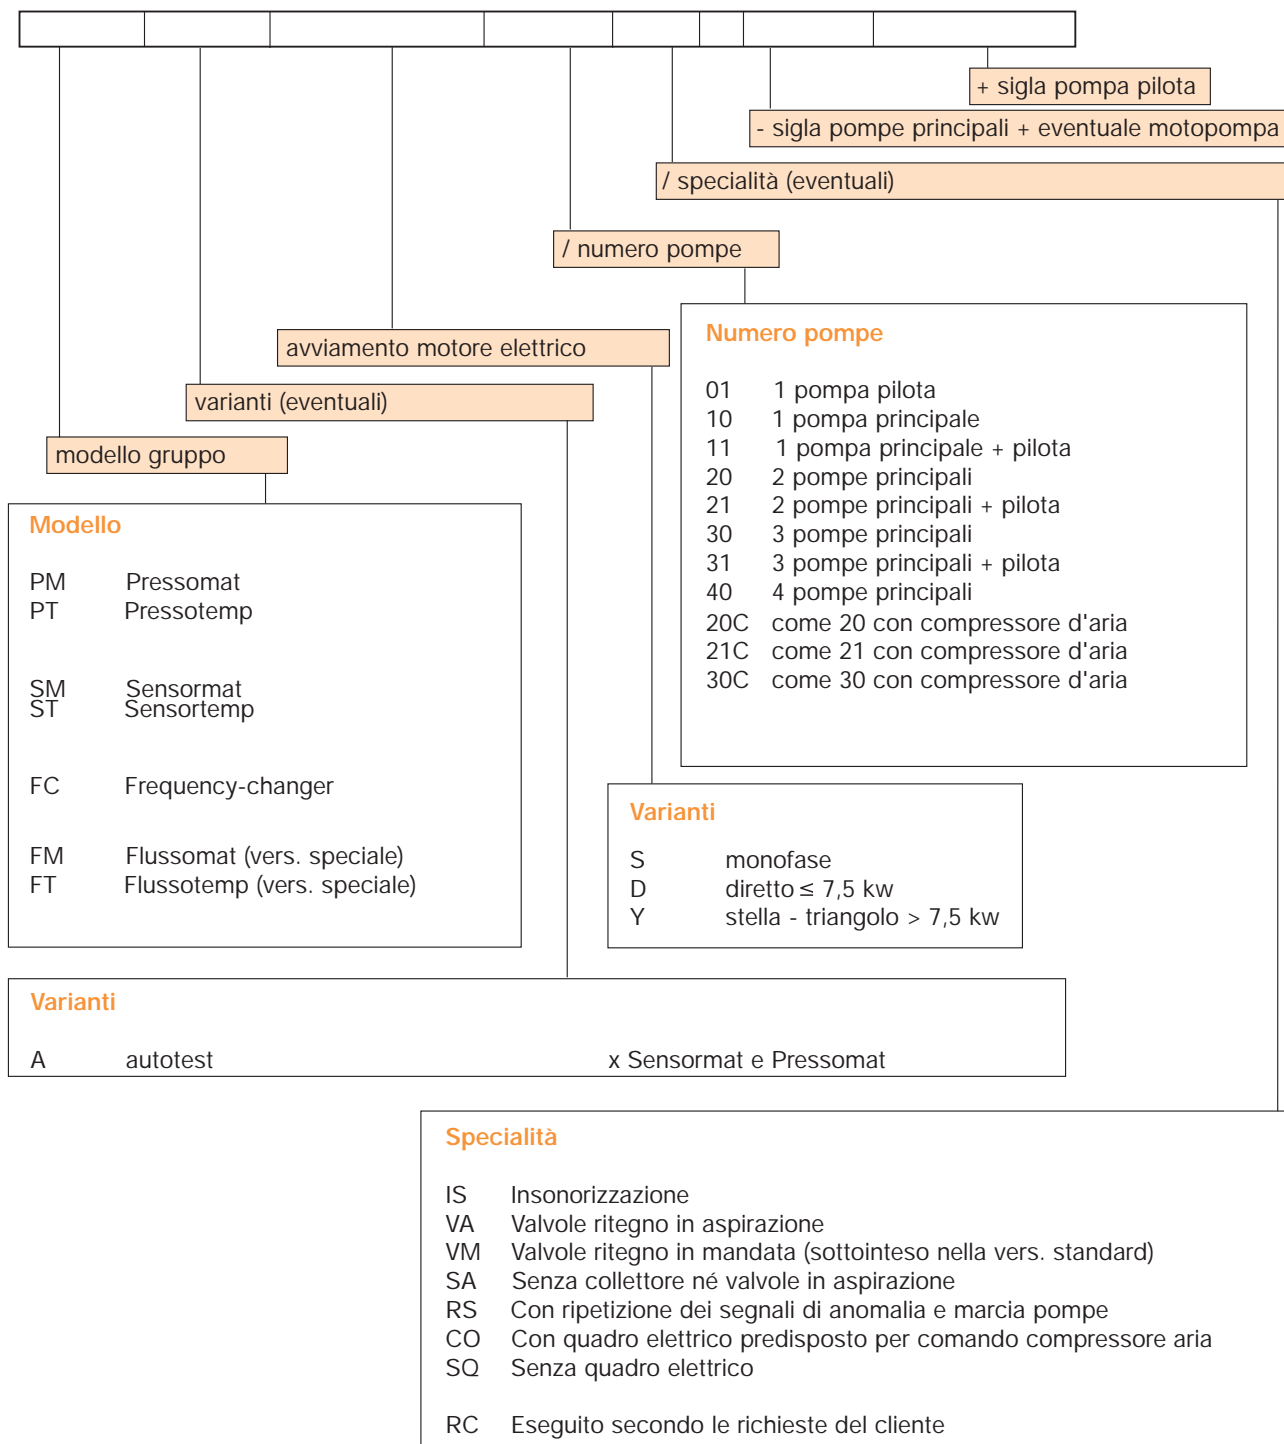 + sigla pompa pilota
- sigla pompe principali + eventuale motopompa
/ specialità (eventuali)
/ numero pompe
avviamento motore elettrico
varianti (eventuali)
modello gruppo
Numero pompe
01 1 pompa pilota
10 1 pompa principale
11 1 pompa principale + pilota
20 2 pompe principali
21 2 pompe principali + pilota
30 3 pompe principali
31 3 pompe principali + pilota
40 4 pompe principali
20C come 20 con compressore d'aria
21C come 21 con compressore d'aria
30C come 30 con compressore d'aria
Modello
PM Pressomat
PT Pressotemp
SM Sensormat
ST Sensortemp
FC Frequency-changer
FM Flussomat (vers. speciale)
FT Flussotemp (vers. speciale)
Varianti
S monofase
D diretto ≤ 7,5 kw
Y stella - triangolo > 7,5 kw
Varianti
A autotest x Sensormat e Pressomat
Specialità
IS Insonorizzazione
VA Valvole ritegno in aspirazione
VM Valvole ritegno in mandata (sottointeso nella vers. standard)
SA Senza collettore né valvole in aspirazione
RS Con ripetizione dei segnali di anomalia e marcia pompe
CO Con quadro elettrico predisposto per comando compressore aria
SQ Senza quadro elettrico
RC Eseguito secondo le richieste del cliente